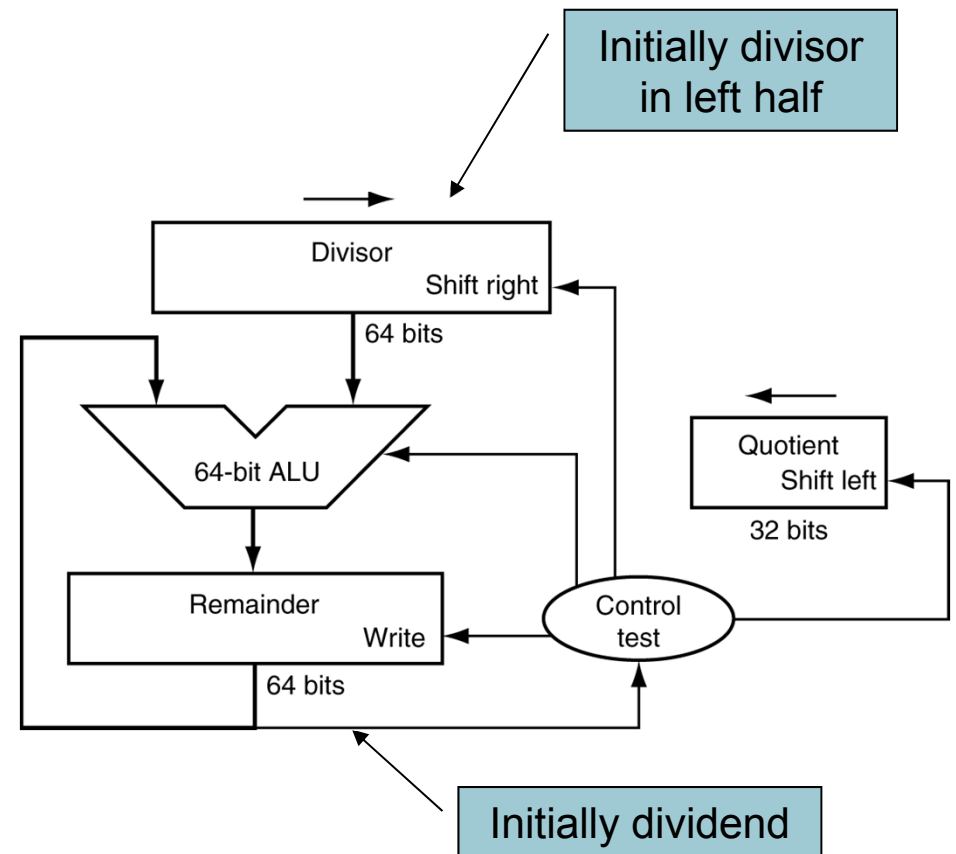 Initially divisor
in left half
Divisor
Shift right
64 bits
64-bit ALU
Quotient
Shift left
32 bits
Remainder
Write
Control
test
64 bits
Initially dividend